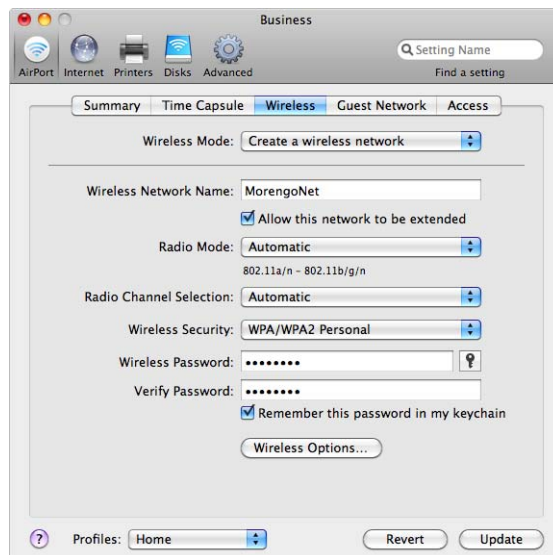 Business
Setting Name
AirPort Internet Printers Disks Advanced Find a setting
Summary Time Capsule Wireless Guest Network Access
Wireless Mode: Create a wireless network
Wireless Network Name: MorengoNet
Allow this network to be extended
Radio Mode: Automatic
802.11a/n – 802.11b/g/n
Radio Channel Selection: Automatic
Wireless Security: WPA/WPA2 Personal
Wireless Password: ••••••••
Verify Password: ••••••••
Remember this password in my keychain
Wireless Options...
? Profiles: Home Revert Update